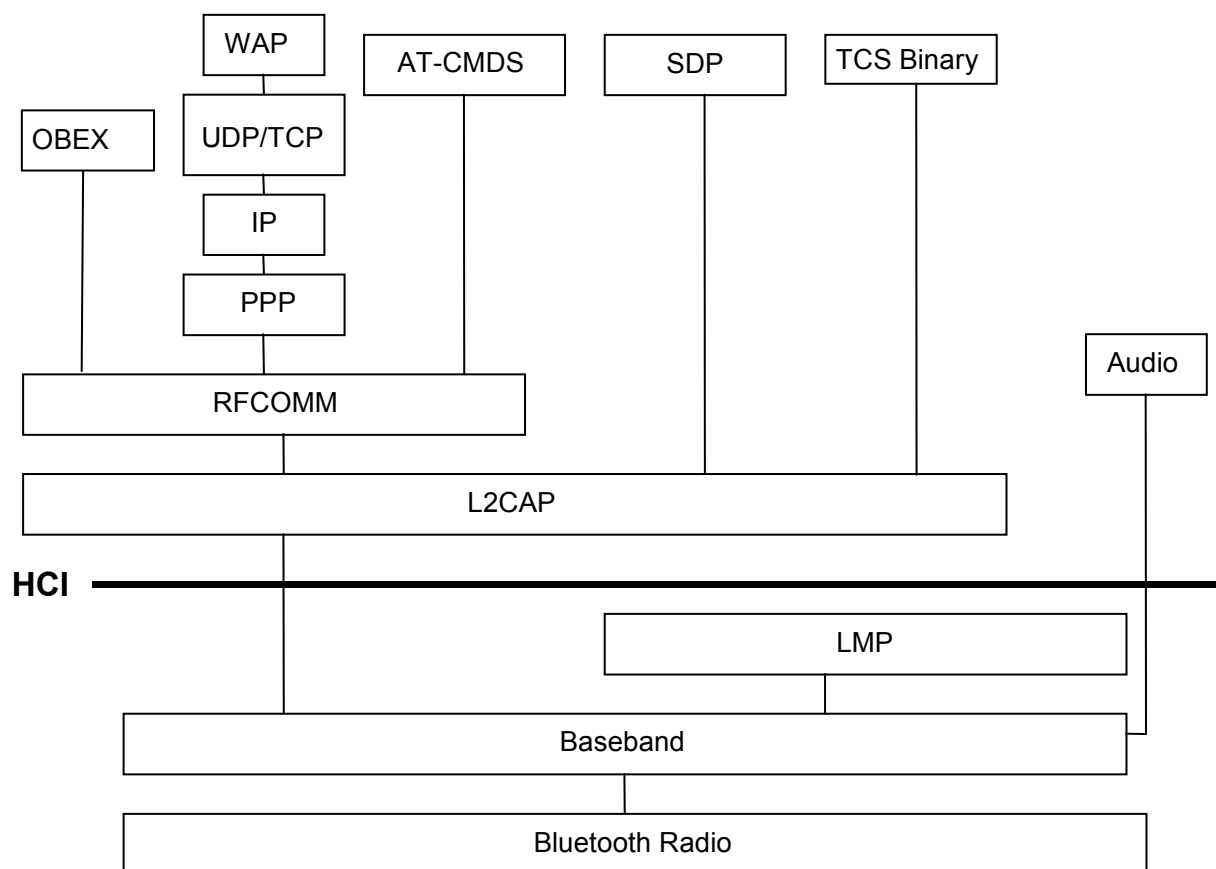 WAP
AT-CMDS
SDP
TCS Binary
OBEX
UDP/TCP
IP
PPP
Audio
RFCOMM
L2CAP
HCI
LMP
Baseband
Bluetooth Radio